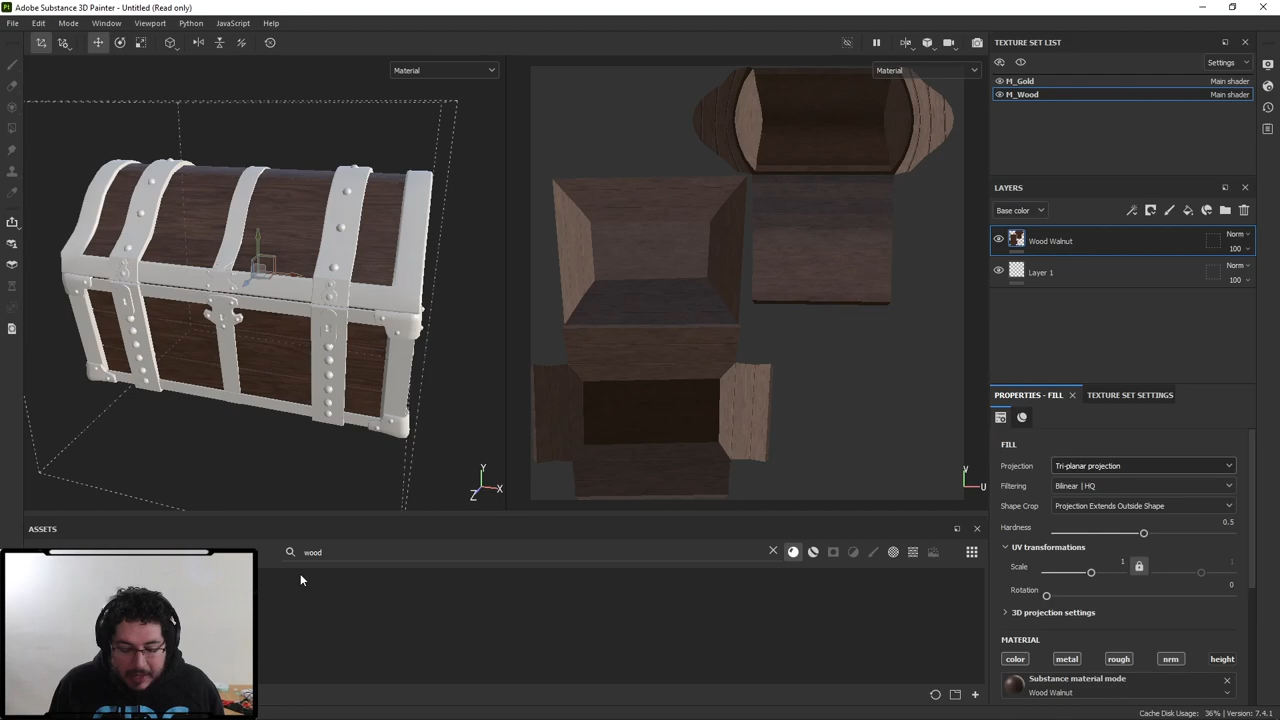 Adobe Substance 3D Painter - Untitled (Read only)
File Edit Mode Window Viewport Python JavaScript Help
Material
Material
Y
X
Z
V
U
TEXTURE SET LIST
Settings
M_Gold Main shader
M_Wood Main shader
LAYERS
Base color
Wood Walnut Norm 100
Layer 1 Norm 100
PROPERTIES - FILL TEXTURE SET SETTINGS
FILL
Projection Tri-planar projection
Filtering Bilinear | HQ
Shape Crop Projection Extends Outside Shape
Hardness 0.5
UV transformations
Scale 1 1
Rotation 0
3D projection settings
MATERIAL
color metal rough nrm height
Substance material mode
Wood Walnut
ASSETS
wood
Cache Disk Usage: 36% | Version: 7.4.1